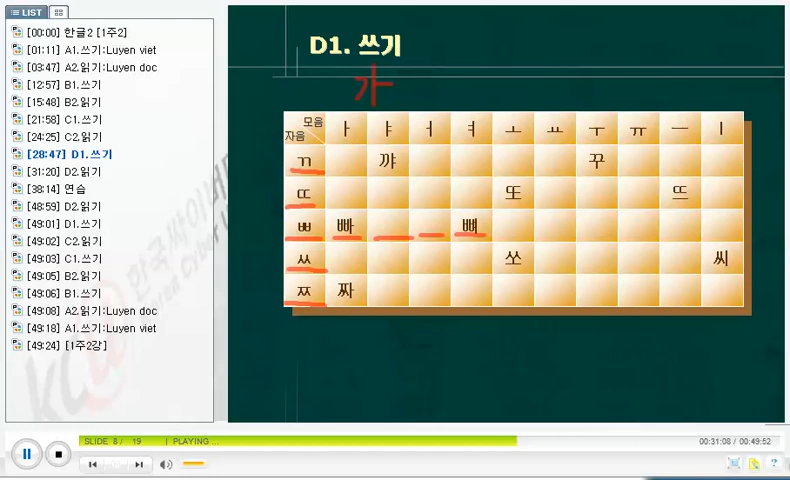 LIST
[00:00] 한글2 [1주2]
[01:11] A1.쓰기:Luyen viet
[03:47] A2.읽기:Luyen doc
[12:57] B1.쓰기
[15:48] B2.읽기
[21:58] C1.쓰기
[24:25] C2.읽기
[28:47] D1.쓰기
[31:20] D2.읽기
[38:14] 연습
[48:59] D2.읽기
[49:01] D1.쓰기
[49:02] C2.읽기
[49:03] C1.쓰기
[49:05] B2.읽기
[49:06] B1.쓰기
[49:08] A2.읽기:Luyen doc
[49:18] A1.쓰기:Luyen viet
[49:24] [1주2강]
D1. 쓰기
가
모음
자음 ㅏ ㅑ ㅓ ㅕ ㅗ ㅛ ㅜ ㅠ ㅡ ㅣ
ㄲ 꺄 꾸
ㄸ 또 뜨
ㅃ 빠 뼈
ㅆ 쏘 씨
ㅉ 짜
SLIDE 8 / 19 | PLAYING ...
00:31:08 / 00:49:52